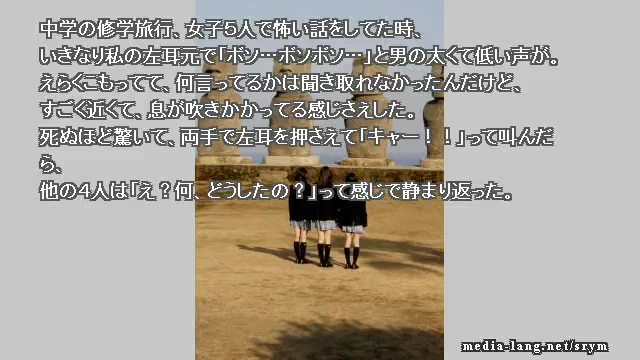 中学の修学旅行、女子5人で怖い話をしてた時、
いきなり私の左耳元で「ボソ…ボソボソ…」と男の太くて低い声が。
えらくこもってて、何言ってるかは聞き取れなかったんだけど、
すごく近くて、息が吹きかかってる感じさえした。
死ぬほど驚いて、両手で左耳を押さえて「キャー！！」って叫んだ
ら、
他の4人は「え？何、どうしたの？」って感じで静まり返った。
media-lang.net/srym